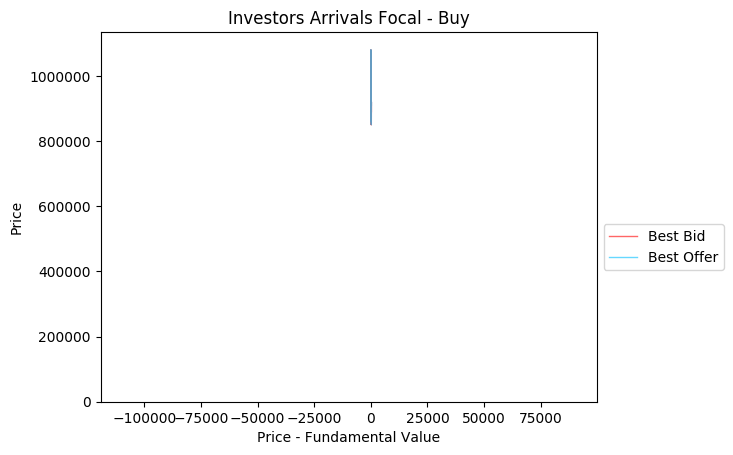 Investors Arrivals Focal - Buy
Price
1000000
800000
600000
400000
200000
0
−100000 −75000 −50000 −25000 0 25000 50000 75000
Price - Fundamental Value
Best Bid
Best Offer